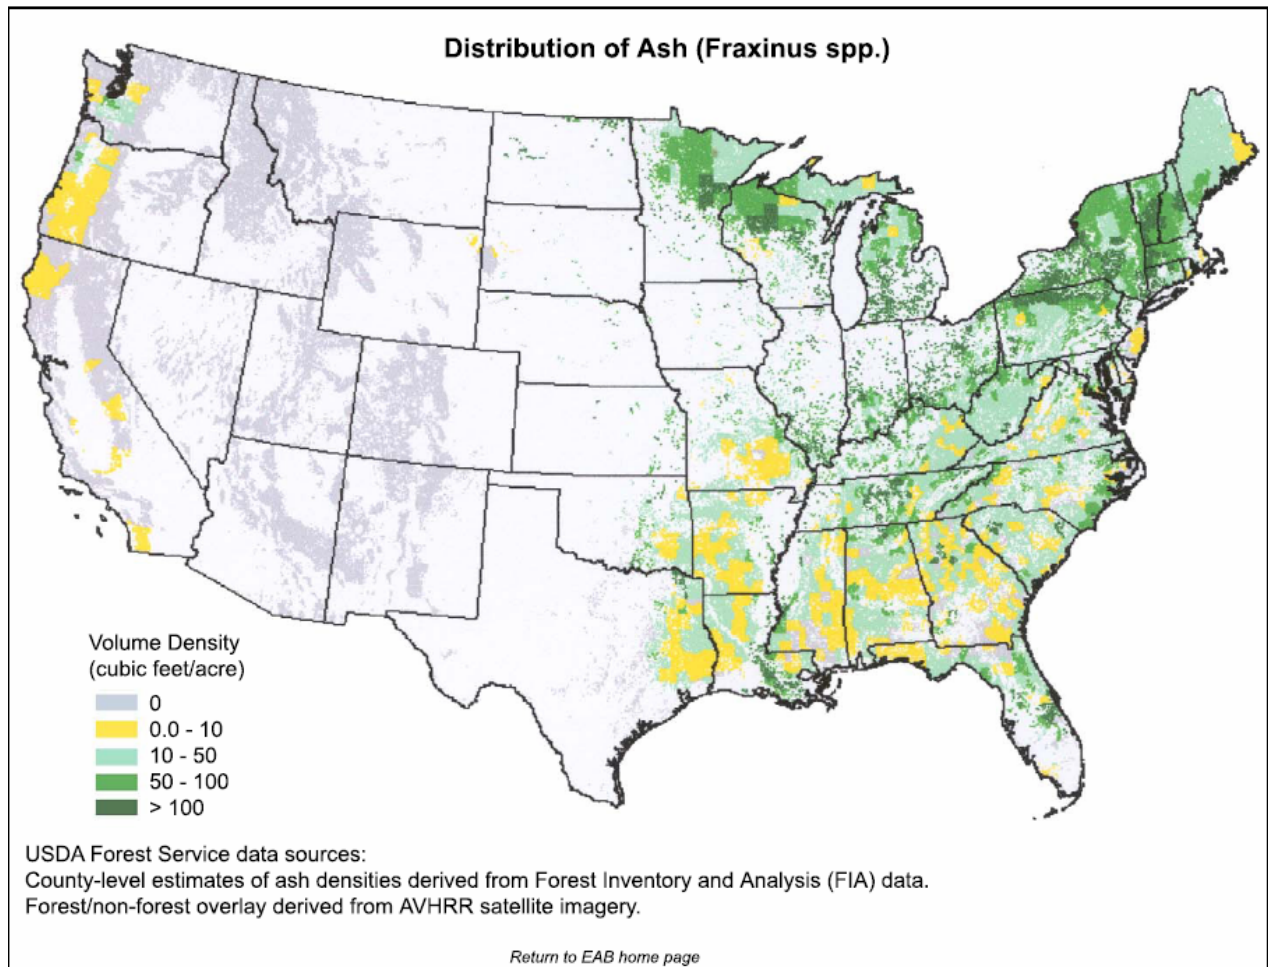 Distribution of Ash (Fraxinus spp.)
Volume Density
(cubic feet/acre)
0
0.0 - 10
10 - 50
50 - 100
> 100
USDA Forest Service data sources:
County-level estimates of ash densities derived from Forest Inventory and Analysis (FIA) data.
Forest/non-forest overlay derived from AVHRR satellite imagery.
Return to EAB home page